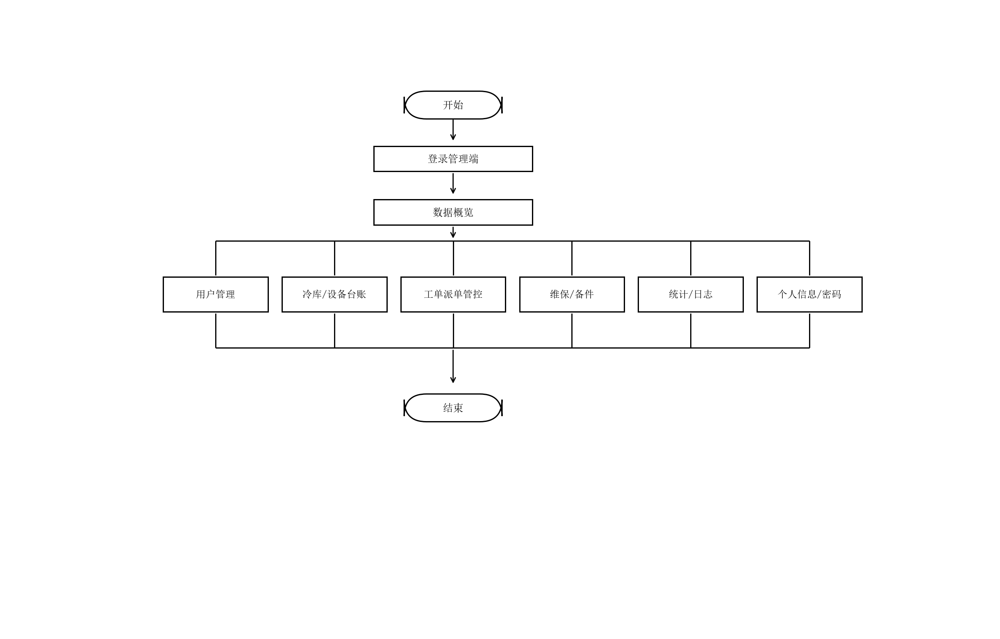 开始
登录管理端
数据概览
用户管理
冷库/设备台账
工单派单管控
维保/备件
统计/日志
个人信息/密码
结束